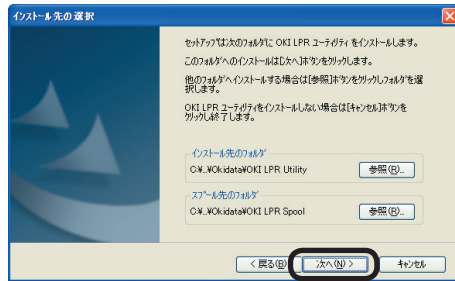 インストール先の選択
セットアップは次のフォルダに OKI LPR ユーティリティ をインストールします。
このフォルダへのインストールは[次へ]ボタンをクリックします。
他のフォルダへインストールする場合は[参照]ボタンをクリックしフォルダを選
択します。
OKI LPR ユーティリティをインストールしない場合は[キャンセル]ボタンを
クリックし終了します。
インストール先のフォルダ
C:¥..¥Okidata¥OKI LPR Utility
参照(R)...
スプール先のフォルダ
C:¥..¥Okidata¥OKI LPR Spool
参照(R)...
< 戻る(B)
次へ(N) >
キャンセル